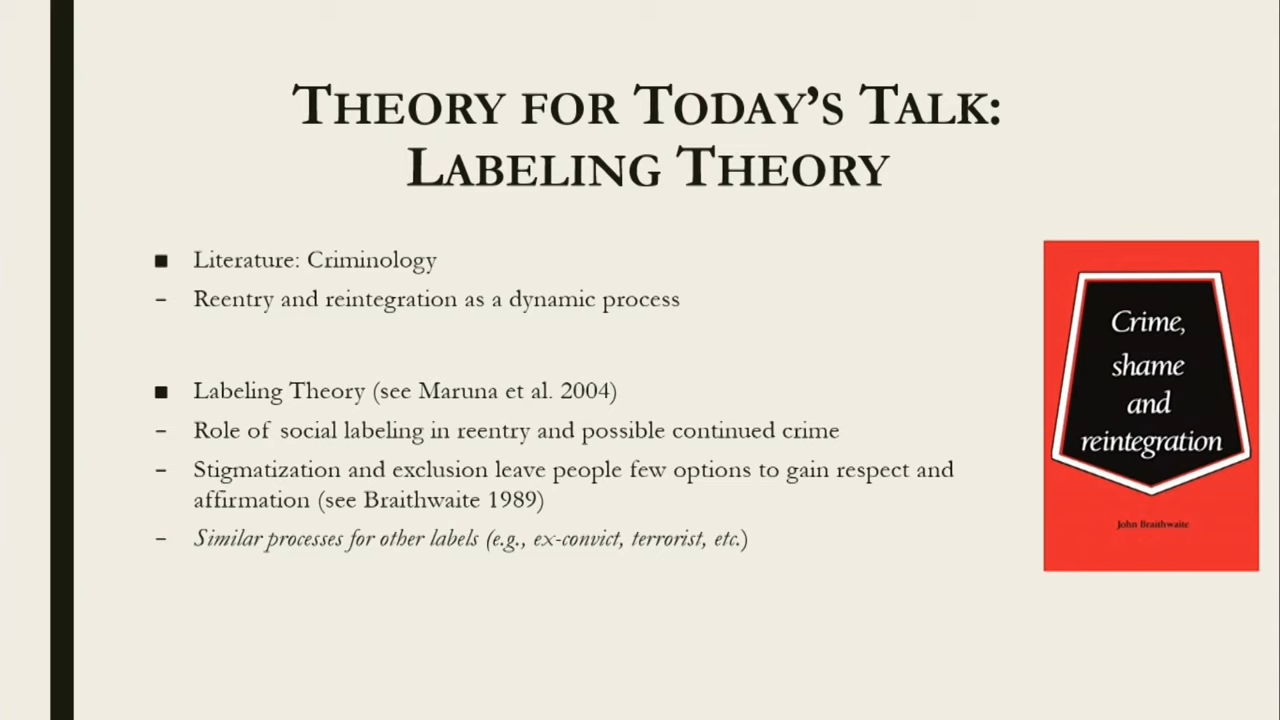 THEORY FOR TODAY'S TALK:
LABELING THEORY
■ Literature: Criminology
– Reentry and reintegration as a dynamic process
■ Labeling Theory (see Maruna et al. 2004)
– Role of social labeling in reentry and possible continued crime
– Stigmatization and exclusion leave people few options to gain respect and
affirmation (see Braithwaite 1989)
– Similar processes for other labels (e.g., ex-convict, terrorist, etc.)
Crime,
shame
and
reintegration
John Braithwaite